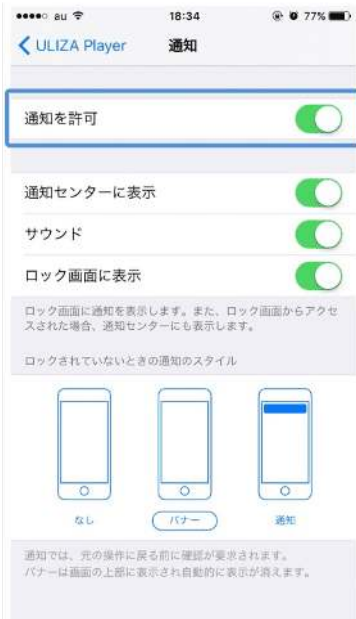 au 18:34 77%
ULIZA Player 通知
通知を許可
通知センターに表示
サウンド
ロック画面に表示
ロック画面に通知を表示します。また、ロック画面からアクセ
スされた場合、通知センターにも表示します。
ロックされていないときの通知のスタイル
なし バナー 通知
通知では、元の操作に戻る前に確認が要求されます。
バナーは画面の上部に表示され自動的に表示が消えます。